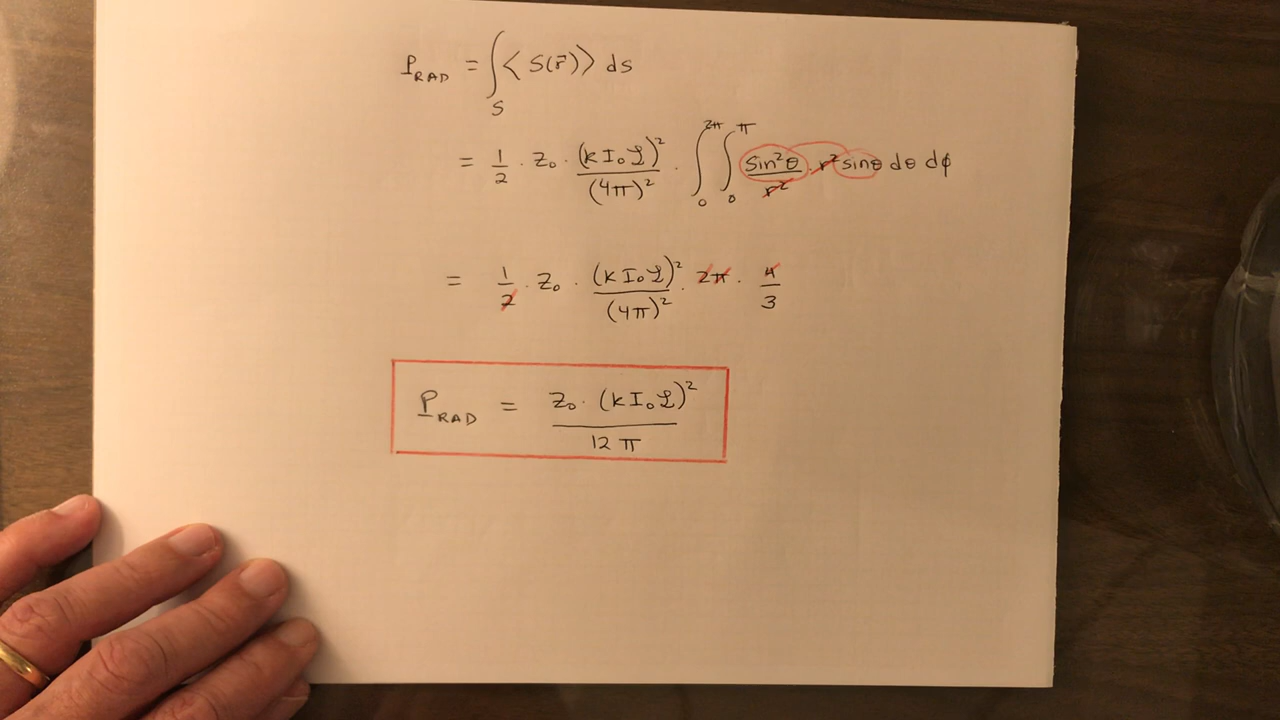 P_RAD = ∫_S ⟨ S(r⃗) ⟩ ds
= 1/2 · Z₀ · (k I₀ ℒ)²/(4π)² · ∫₀^2π ∫₀^π sin²θ/r² · r² sinθ dθ dϕ
= 1/2 · Z₀ · (k I₀ ℒ)²/(4π)² · 2π · 4/3
P_RAD = Z₀ · (k I₀ ℒ)²/12π